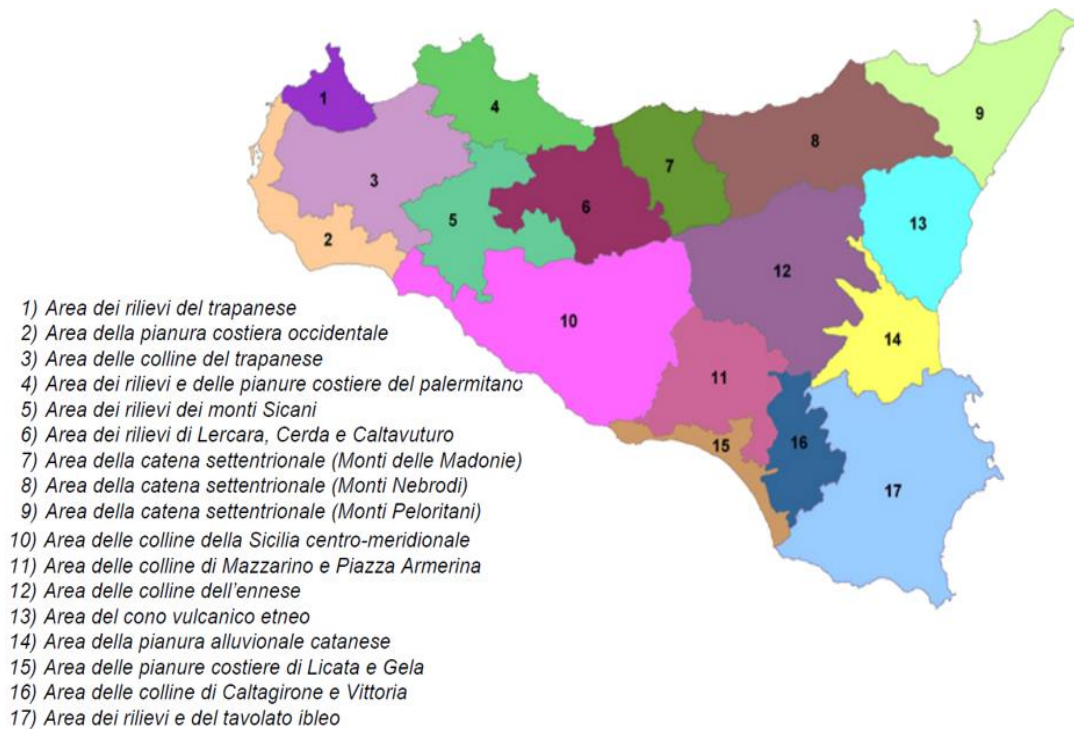 1
4
9
3
7
8
5
6
13
2
12
10
14
11
15
16
17
1) Area dei rilievi del trapanese
2) Area della pianura costiera occidentale
3) Area delle colline del trapanese
4) Area dei rilievi e delle pianure costiere del palermitano
5) Area dei rilievi dei monti Sicani
6) Area dei rilievi di Lercara, Cerda e Caltavuturo
7) Area della catena settentrionale (Monti delle Madonie)
8) Area della catena settentrionale (Monti Nebrodi)
9) Area della catena settentrionale (Monti Peloritani)
10) Area delle colline della Sicilia centro-meridionale
11) Area delle colline di Mazzarino e Piazza Armerina
12) Area delle colline dell'ennese
13) Area del cono vulcanico etneo
14) Area della pianura alluvionale catanese
15) Area delle pianure costiere di Licata e Gela
16) Area delle colline di Caltagirone e Vittoria
17) Area dei rilievi e del tavolato ibleo